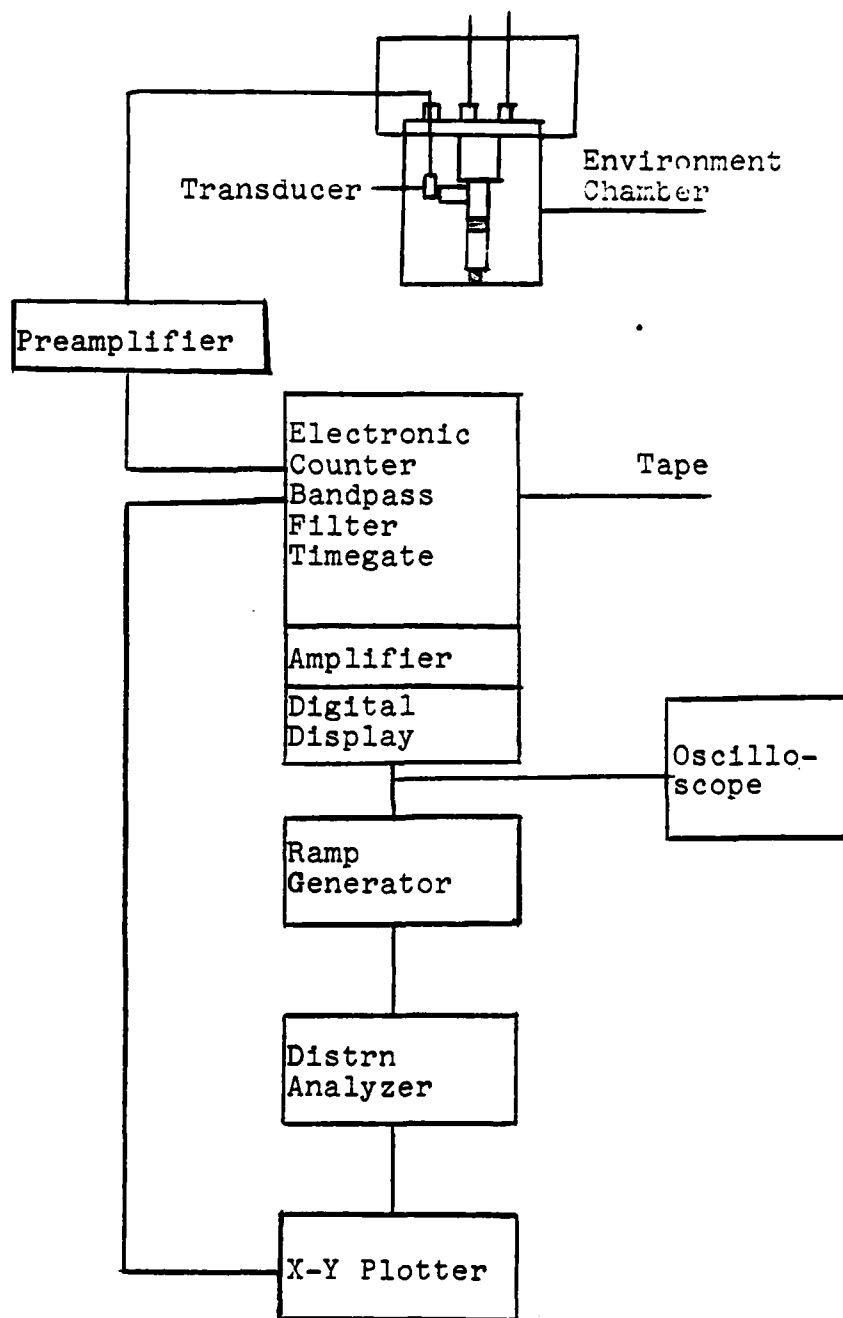 Environment
Chamber
Transducer
Preamplifier
Electronic
Counter
Bandpass
Filter
Timegate
Tape
Amplifier
Digital
Display
Oscillo-
scope
Ramp
Generator
Distrn
Analyzer
X-Y Plotter